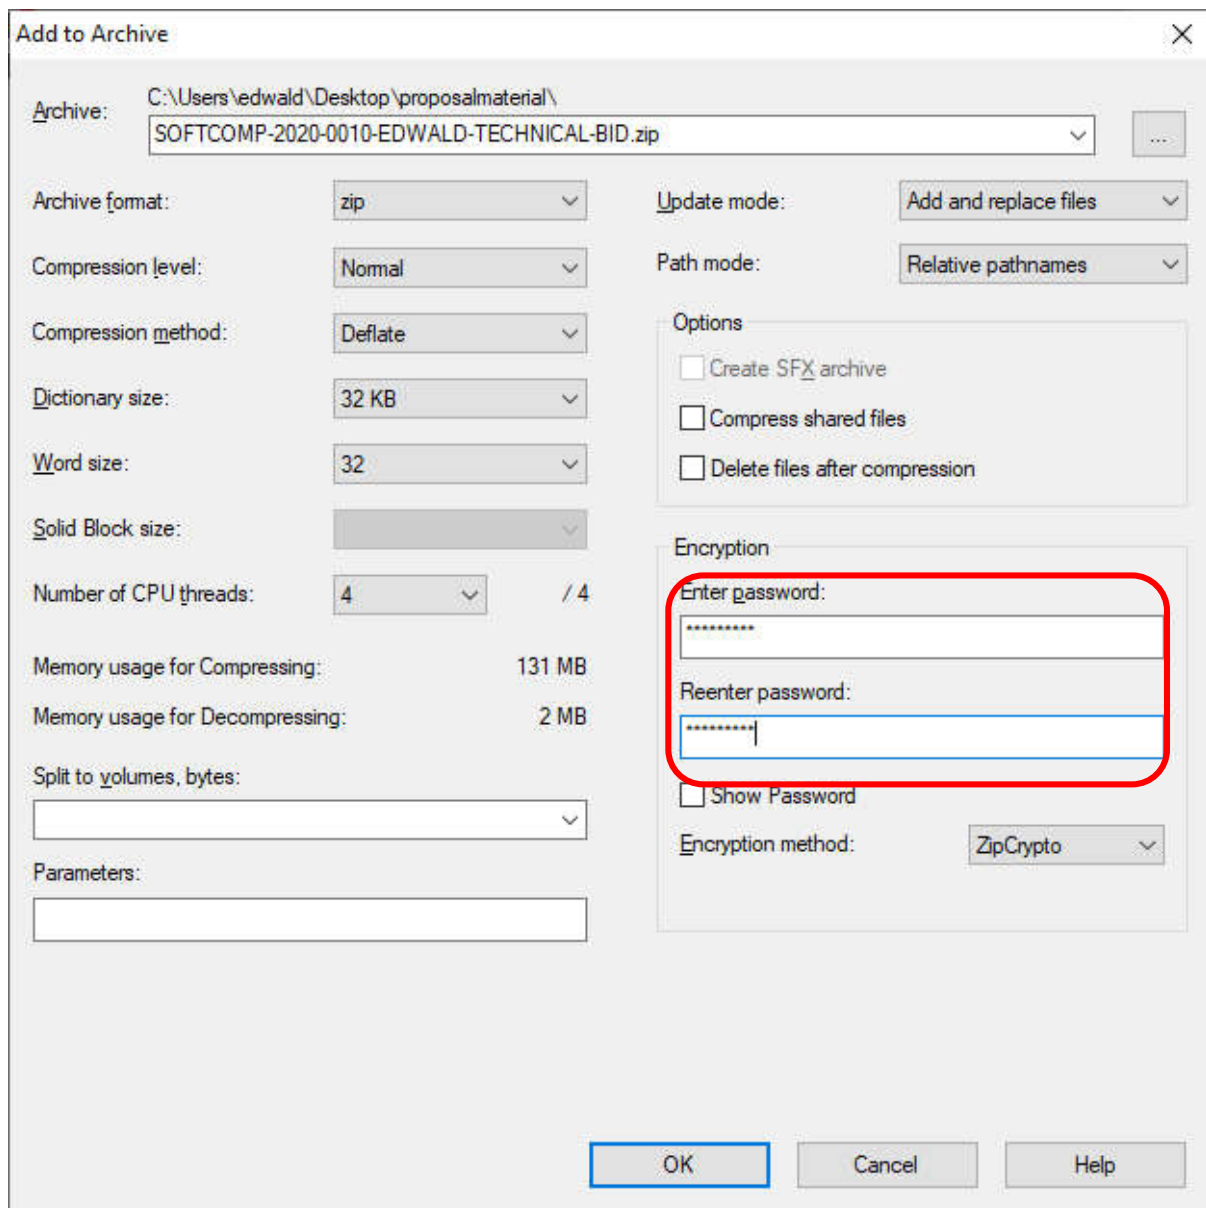 Add to Archive
Archive:
C:\Users\edwald\Desktop\proposalmaterial\
SOFTCOMP-2020-0010-EDWALD-TECHNICAL-BID.zip
...
Archive format:
zip
Compression level:
Normal
Compression method:
Deflate
Dictionary size:
32 KB
Word size:
32
Solid Block size:
Number of CPU threads:
4
/ 4
Memory usage for Compressing:
131 MB
Memory usage for Decompressing:
2 MB
Split to volumes, bytes:
Parameters:
Update mode:
Add and replace files
Path mode:
Relative pathnames
Options
Create SFX archive
Compress shared files
Delete files after compression
Encryption
Enter password:
*********
Reenter password:
*********
Show Password
Encryption method:
ZipCrypto
OK
Cancel
Help